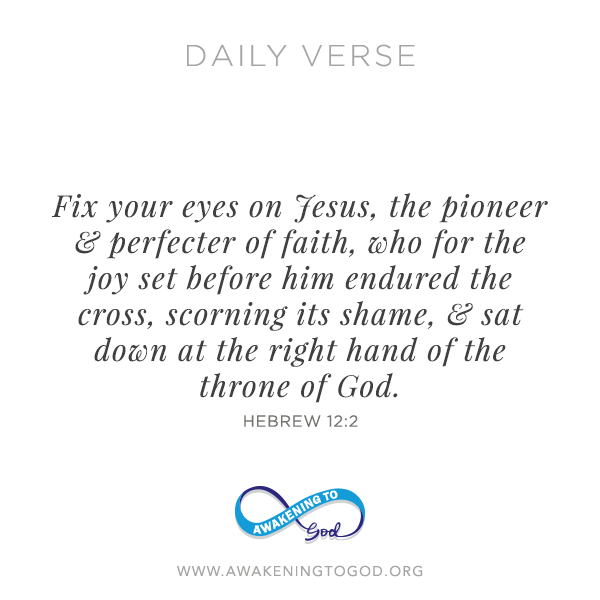 DAILY VERSE
Fix your eyes on Jesus, the pioneer
& perfecter of faith, who for the
joy set before him endured the
cross, scorning its shame, & sat
down at the right hand of the
throne of God.
HEBREW 12:2
AWAKENING TO
God
WWW.AWAKENINGTOGOD.ORG